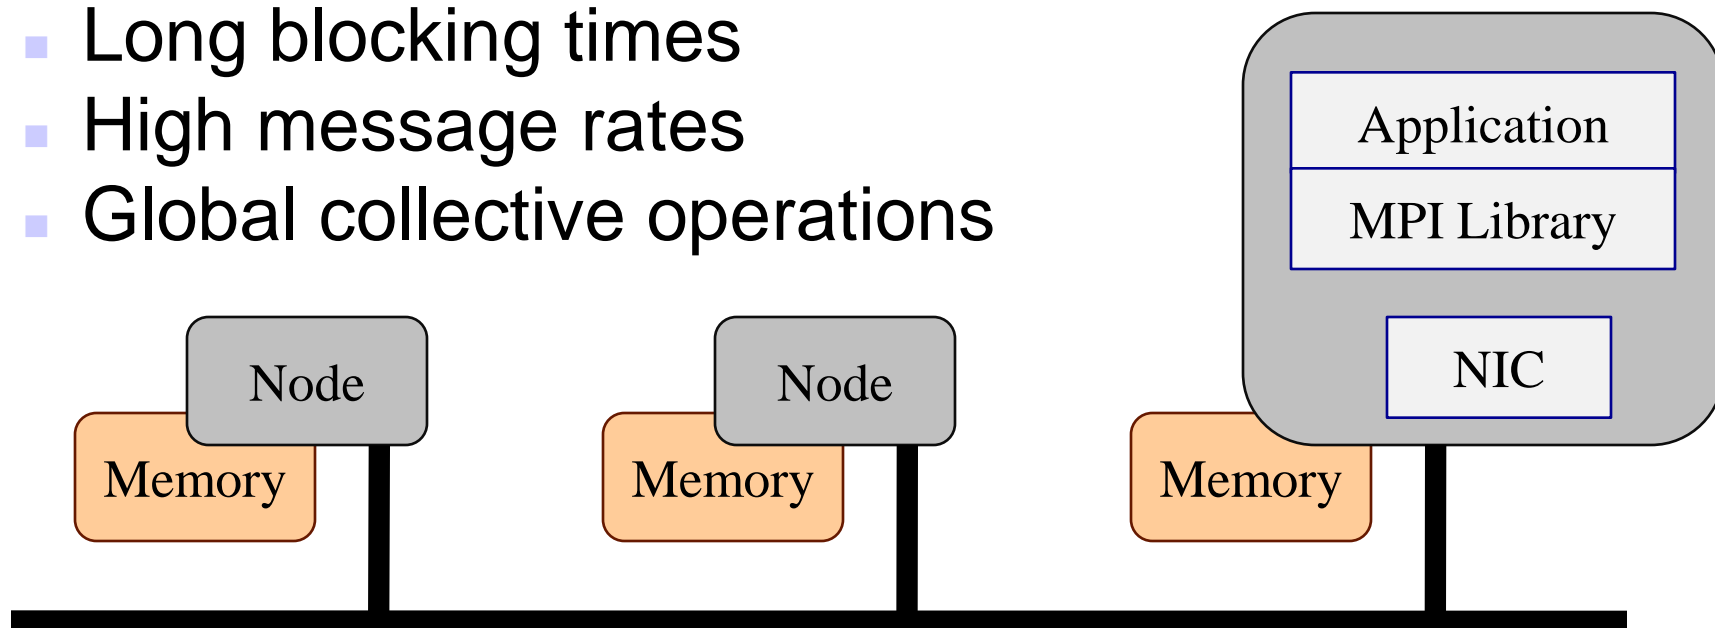 Long blocking times
High message rates
Global collective operations
Application
MPI Library
NIC
Node
Node
Memory
Memory
Memory